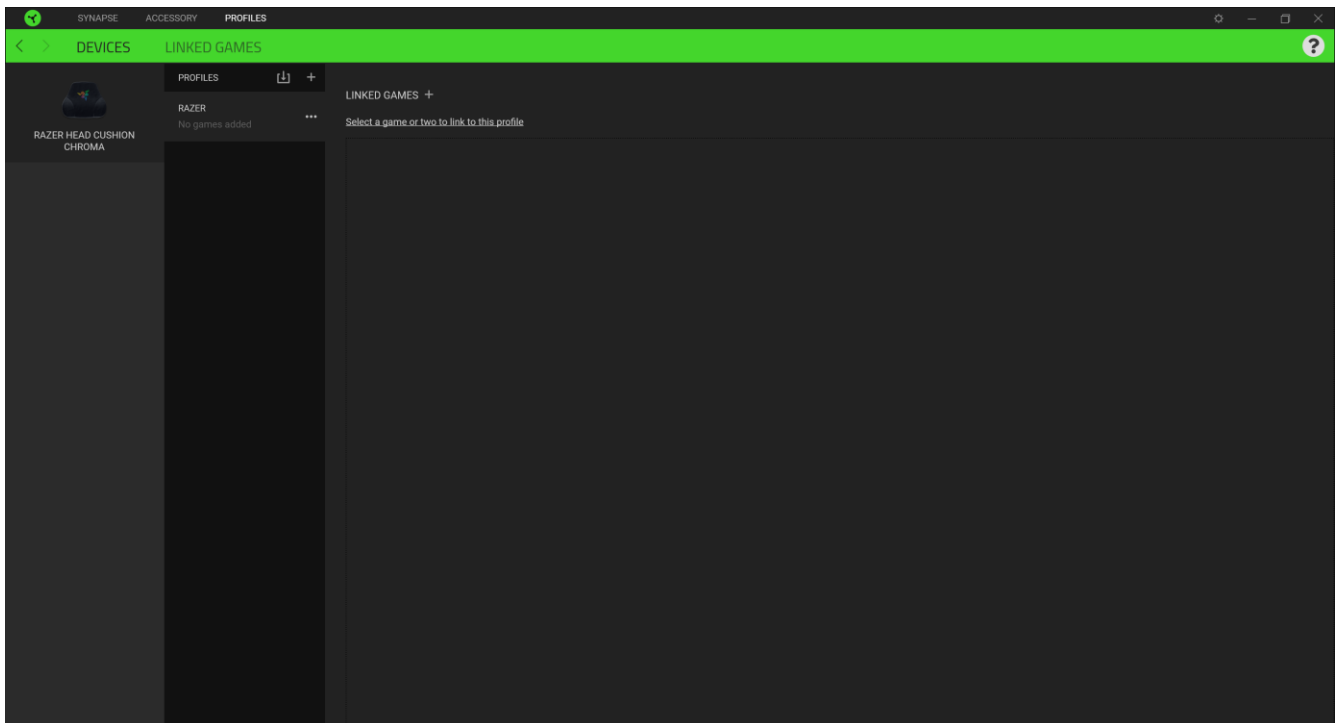 SYNAPSE ACCESSORY PROFILES
DEVICES LINKED GAMES
?
RAZER HEAD CUSHION
CHROMA
PROFILES
RAZER
No games added
LINKED GAMES +
Select a game or two to link to this profile